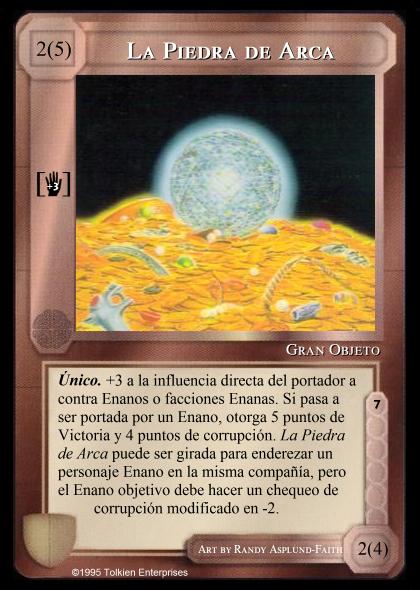 2(5)
LA PIEDRA DE ARCA
[+3]
GRAN OBJETO
Único. +3 a la influencia directa del portador a
contra Enanos o facciones Enanas. Si pasa a
ser portada por un Enano, otorga 5 puntos de
Victoria y 4 puntos de corrupción. La Piedra
de Arca puede ser girada para enderezar un
personaje Enano en la misma compañía, pero
el Enano objetivo debe hacer un chequeo de
corrupción modificado en -2.
7
ART BY RANDY ASPLUND-FAITH
2(4)
©1995 Tolkien Enterprises